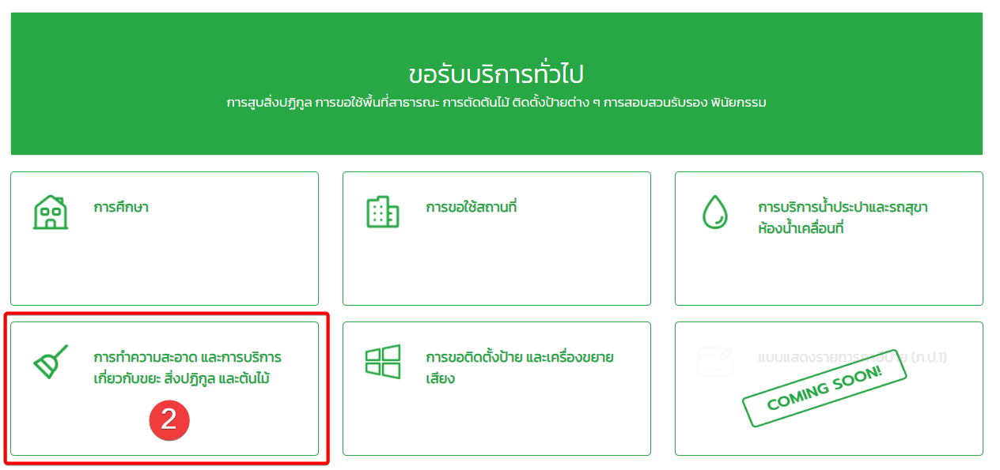 ขอรับบริการทั่วไป
การสูบสิ่งปฏิกูล การขอใช้พื้นที่สาธารณะ การตัดต้นไม้ ติดตั้งป้ายต่าง ๆ การสอบสวนรับรอง พินัยกรรม
การศึกษา
การขอใช้สถานที่
การบริการน้ำประปาและรถสุขา
ห้องน้ำเคลื่อนที่
การทำความสะอาด และการบริการ
เกี่ยวกับขยะ สิ่งปฏิกูล และต้นไม้
2
การขอติดตั้งป้าย และเครื่องขยาย
เสียง
แบบแสดงรายการภาษีป้าย (ภ.ป.1)
COMING SOON!